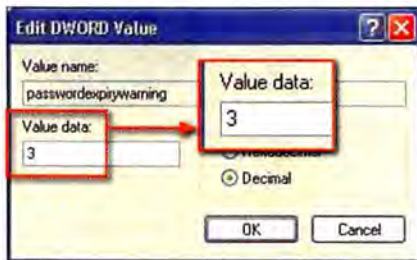 Edit DWORD Value
Value name:
passwordexpirywarning
Value data:
3
Value data:
3
Decimal
OK Cancel